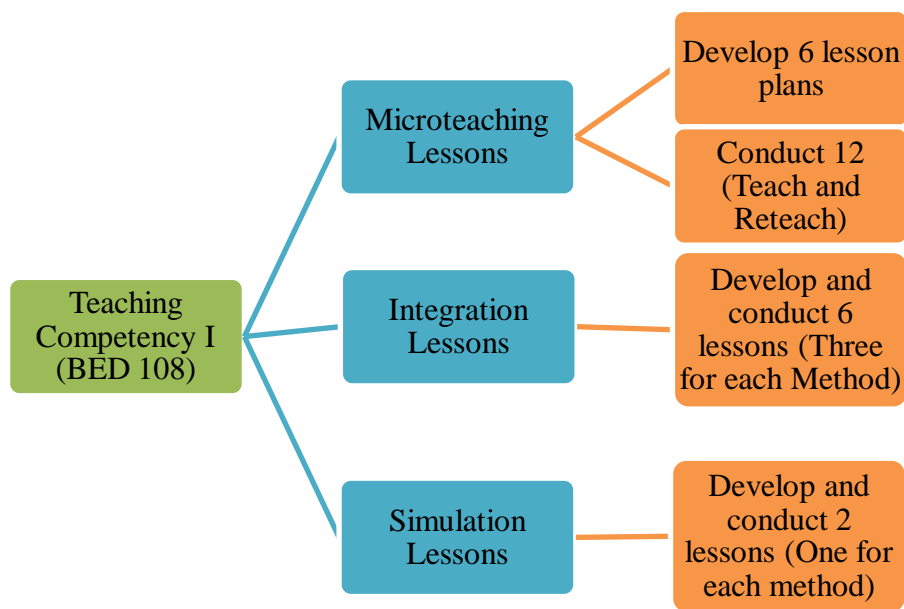 Teaching
Competency I
(BED 108)
Microteaching
Lessons
Develop 6 lesson
plans
Conduct 12
(Teach and
Reteach)
Integration
Lessons
Develop and
conduct 6
lessons (Three
for each Method)
Simulation
Lessons
Develop and
conduct 2
lessons (One for
each method)